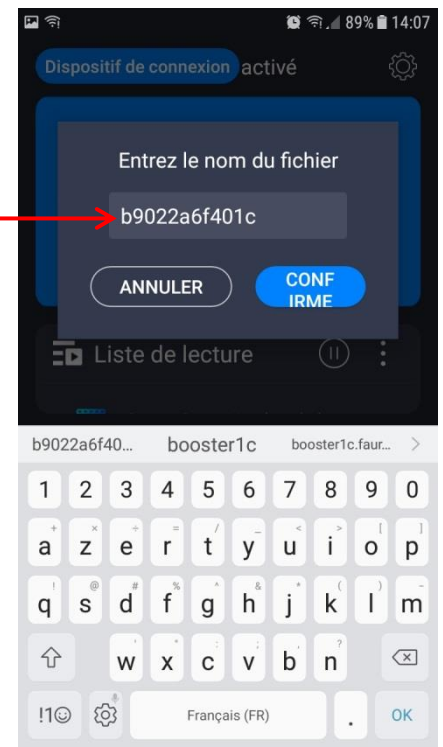 89% 14:07
Dispositif de connexion activé
Entrez le nom du fichier
b9022a6f401c
ANNULER
CONF
IRME
Liste de lecture
b9022a6f40... booster1c booster1c.faur...
1 2 3 4 5 6 7 8 9 0
a z e r t y u i o p
q s d f g h j k l m
w x c v b n
!1☺ Français (FR) . OK